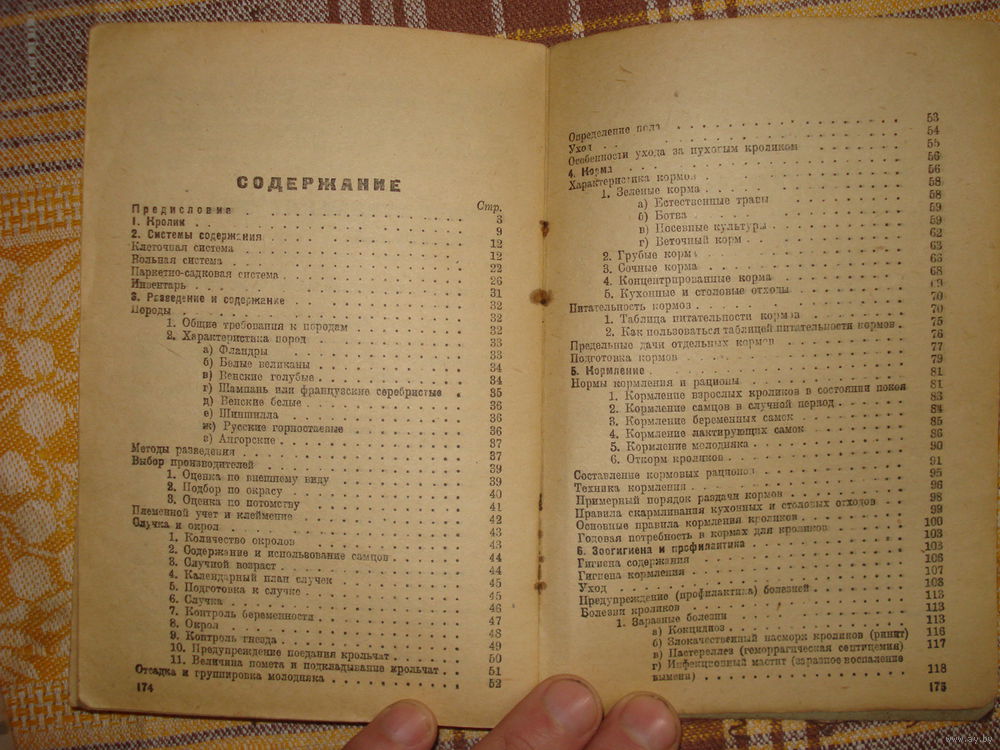 СОДЕРЖАНИЕ
Стр.
Предисловие 3
1. Кролик 9
2. Системы содержания 12
Клеточная система 12
Вольная система 22
Паркетно-садковая система 26
Инвентарь 31
3. Разведение и содержание 32
Породы 32
1. Общие требования к породам 32
2. Характеристика пород 33
а) Фландры 33
б) Белые великаны 34
в) Венские голубые 34
г) Шампань или французские серебристые 35
д) Венские белые 35
е) Шиншилла 36
ж) Русские горностаевые 36
з) Ангорские 37
Методы разведения 37
Выбор производителей 39
1. Оценка по внешнему виду 39
2. Подбор по окрасу 40
3. Оценка по потомству 41
Племенной учет и клеймение 42
Случка и окрол 43
1. Количество окролов 43
2. Содержание и использование самцов 44
3. Случной возраст 44
4. Календарный план случек 45
5. Подготовка к случке 45
6. Случка 46
7. Контроль беременности 47
8. Окрол 48
9. Контроль гнезда 49
10. Предупреждение поедания крольчат 50
11. Величина помета и подкладывание крольчат 51
Отсадка и группировка молодняка 52
174
Определение пола 53
Уход 54
Особенности ухода за пуховым кроликом 55
4. Корма 56
Характеристика кормов 56
1. Зеленые корма 58
а) Естественные травы 58
б) Ботва 59
в) Посевные культуры 59
г) Веточный корм 62
2. Грубые корма 63
3. Сочные корма 66
4. Концентрированные корма 68
5. Кухонные и столовые отходы 69
Питательность кормов 70
1. Таблица питательности кормов 70
2. Как пользоваться таблицей питательности кормов 75
Предельные дачи отдельных кормов 76
Подготовка кормов 77
5. Кормление 79
Нормы кормления и рационы 81
1. Кормление взрослых кроликов в состоянии покоя 81
2. Кормление самцов в случной период 83
3. Кормление беременных самок 84
4. Кормление лактирующих самок 85
5. Кормление молодняка 86
6. Откорм кроликов 90
Составление кормовых рационов 91
Техника кормления 95
Примерный порядок раздачи кормов 96
Правила скармливания кухонных и столовых отходов 98
Основные правила кормления кроликов 99
Годовая потребность в кормах для кроликов 100
6. Зоогигиена и профилактика 103
Гигиена содержания 103
Гигиена кормления 106
Уход 107
Предупреждение (профилактика) болезней 108
Болезни кроликов 113
1. Заразные болезни 113
а) Кокцидиоз 113
б) Злокачественный насморк кроликов (ринит) 116
в) Пастереллез (геморрагическая септицемия) 117
г) Инфекционный мастит (заразное воспаление
вымени) 118
175
www.ay.by